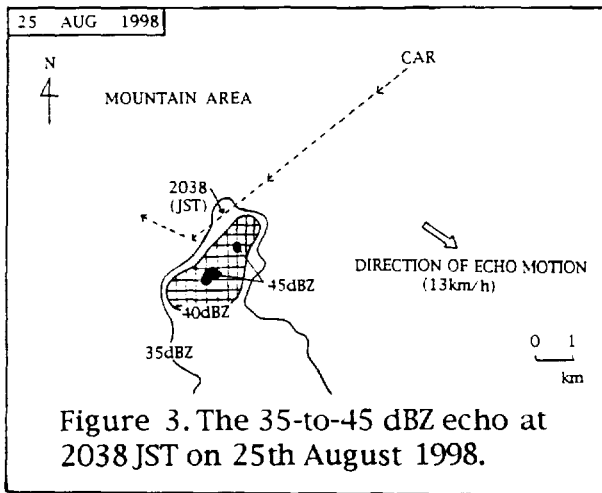 25 AUG 1998
N
CAR
MOUNTAIN AREA
2038
(JST)
DIRECTION OF ECHO MOTION
(13km/h)
45dBZ
40dBZ
35dBZ
0 1
km
Figure 3. The 35-to-45 dBZ echo at
2038 JST on 25th August 1998.